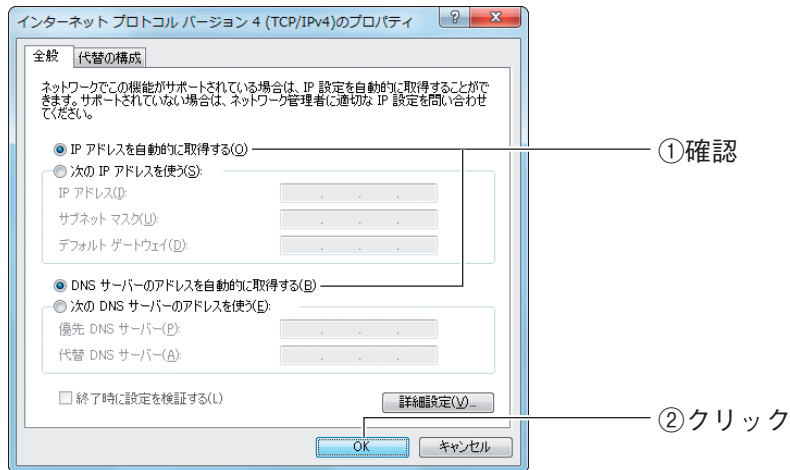 インターネット プロトコル バージョン 4 (TCP/IPv4)のプロパティ
全般 代替の構成
ネットワークでこの機能がサポートされている場合は、IP 設定を自動的に取得することがで
きます。サポートされていない場合は、ネットワーク管理者に適切な IP 設定を問い合わせ
てください。
IP アドレスを自動的に取得する(O)
①確認
次の IP アドレスを使う(S):
IP アドレス(I):
サブネット マスク(U):
デフォルト ゲートウェイ(D):
DNS サーバーのアドレスを自動的に取得する(B)
次の DNS サーバーのアドレスを使う(E):
優先 DNS サーバー(P):
代替 DNS サーバー(A):
終了時に設定を検証する(L)
詳細設定(V)...
②クリック
OK キャンセル